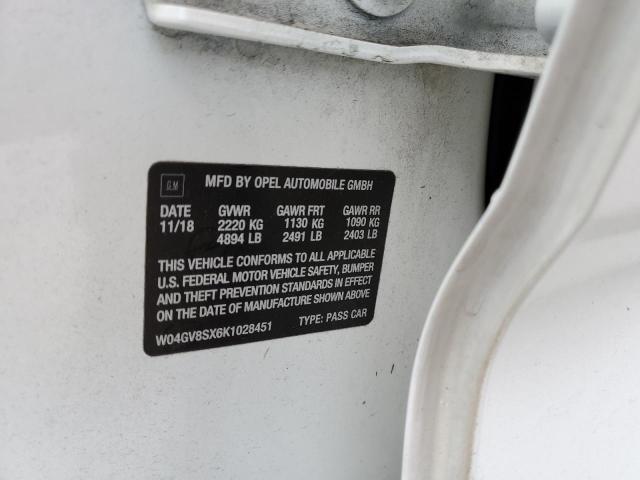 GM MFD BY OPEL AUTOMOBILE GMBH
DATE GVWR GAWR FRT GAWR RR
11/18 2220 KG 1130 KG 1090 KG
4894 LB 2491 LB 2403 LB
THIS VEHICLE CONFORMS TO ALL APPLICABLE
U.S. FEDERAL MOTOR VEHICLE SAFETY, BUMPER
AND THEFT PREVENTION STANDARDS IN EFFECT
ON THE DATE OF MANUFACTURE SHOWN ABOVE
W04GV8SX6K1028451 TYPE: PASS CAR